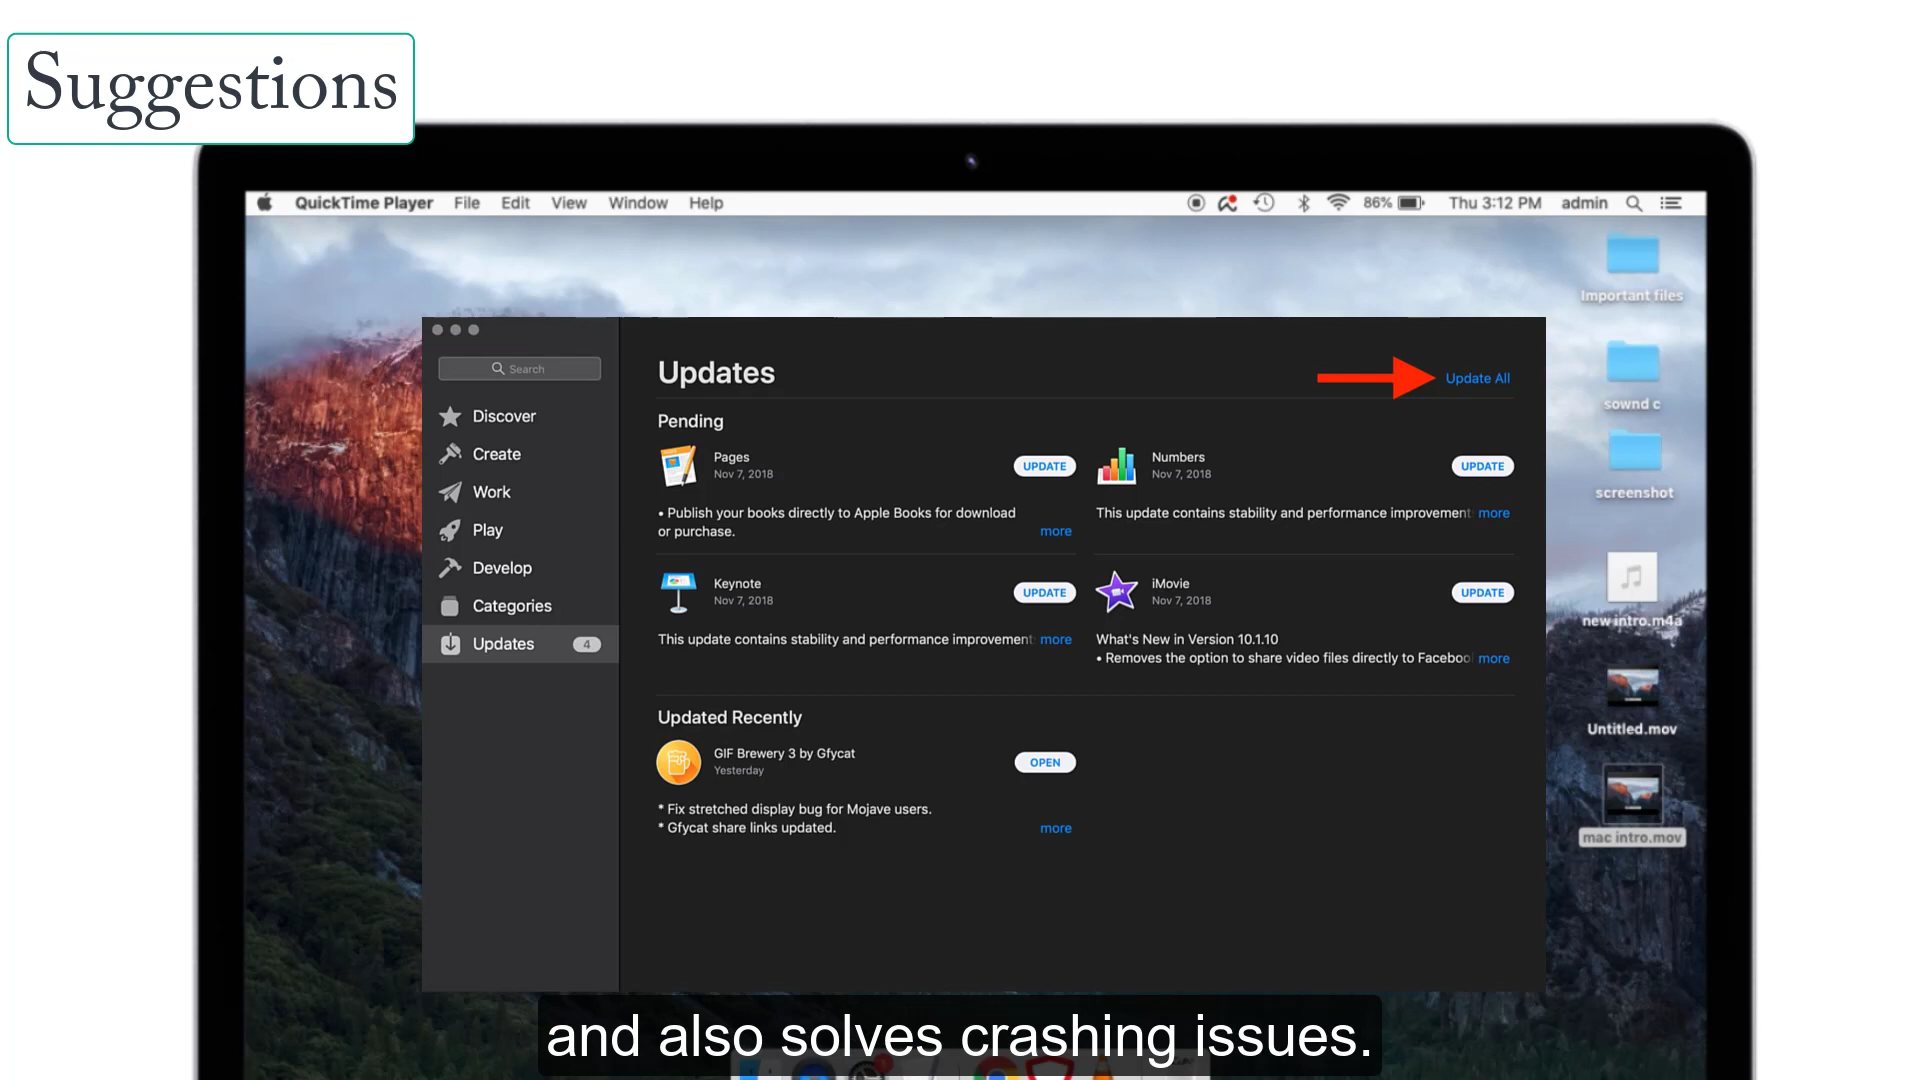 Suggestions
QuickTime Player File Edit View Window Help 86% Thu 3:12 PM admin
Important files
sownd c
screenshot
new intro.m4a
Untitled.mov
mac intro.mov
Search
Discover
Create
Work
Play
Develop
Categories
Updates 4
Updates
Update All
Pending
Pages
Nov 7, 2018
UPDATE
• Publish your books directly to Apple Books for download
or purchase. more
Numbers
Nov 7, 2018
UPDATE
This update contains stability and performance improvement more
Keynote
Nov 7, 2018
UPDATE
This update contains stability and performance improvement more
iMovie
Nov 7, 2018
UPDATE
What's New in Version 10.1.10
• Removes the option to share video files directly to Faceboo more
Updated Recently
GIF Brewery 3 by Gfycat
Yesterday
OPEN
* Fix stretched display bug for Mojave users.
* Gfycat share links updated. more
and also solves crashing issues.